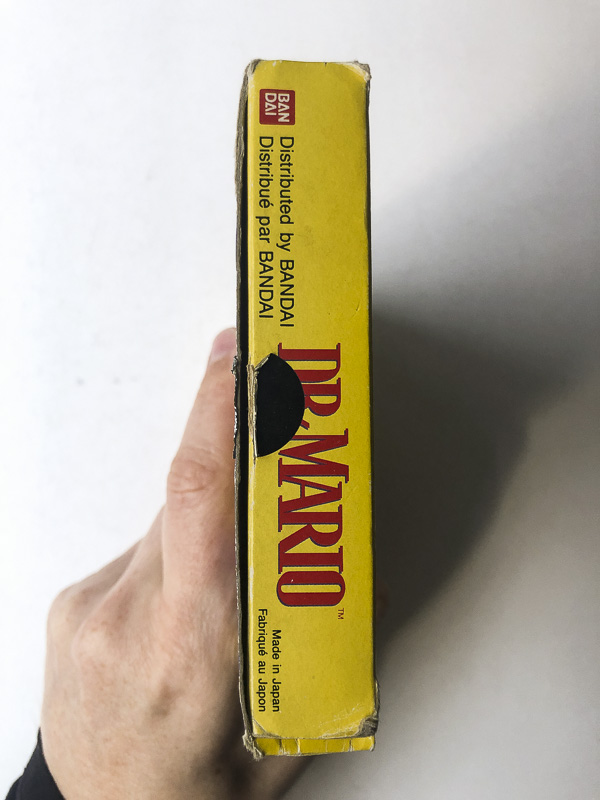 BAN
DAI
Distributed by BANDAI
Distribué par BANDAI
DR. MARIO
TM
Made in Japan
Fabriqué au Japon